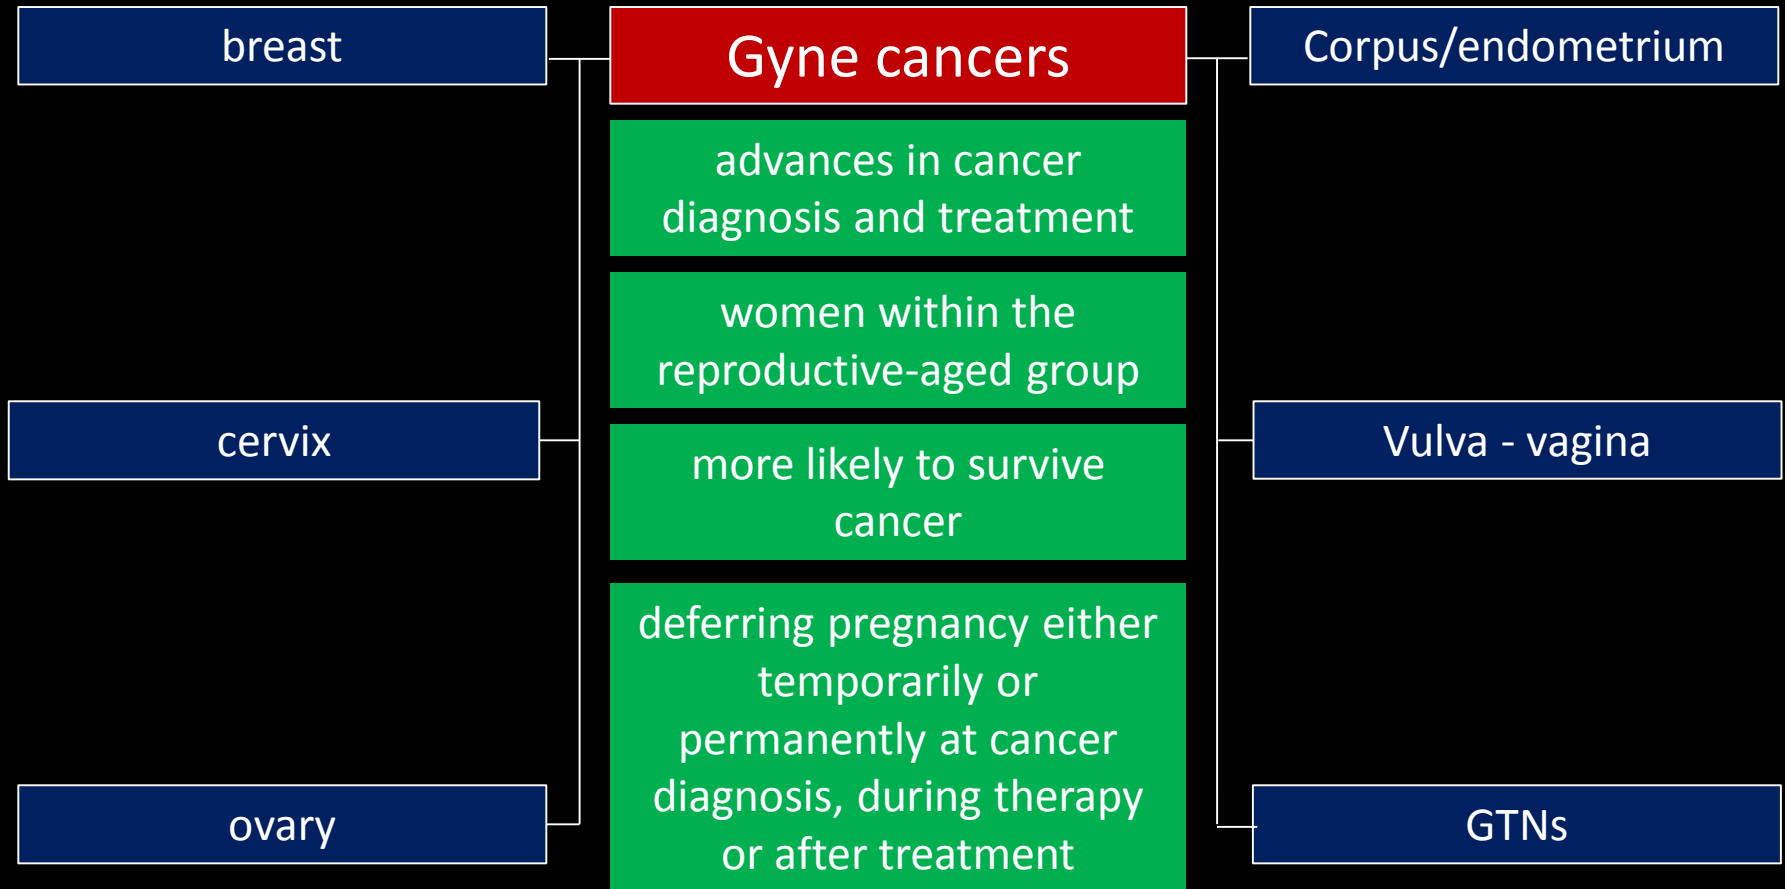 breast
cervix
ovary
Gyne cancers
advances in cancer
diagnosis and treatment
women within the
reproductive-aged group
more likely to survive
cancer
deferring pregnancy either
temporarily or
permanently at cancer
diagnosis, during therapy
or after treatment
Corpus/endometrium
Vulva - vagina
GTNs